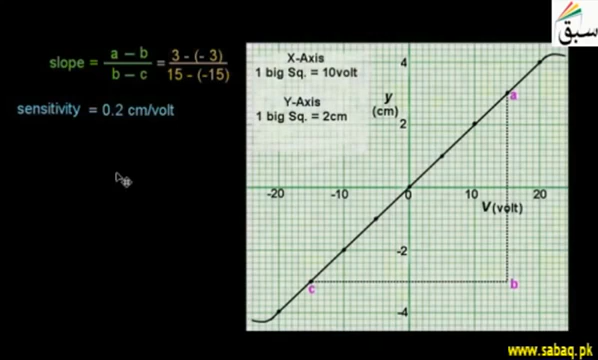 سبق
slope = a – b / b – c = 3 - (- 3) / 15 - (-15)
sensitivity = 0.2 cm/volt
X-Axis
1 big Sq. = 10volt
Y-Axis
1 big Sq. = 2cm
y
(cm)
4
a
2
-20 -10 0 10 20
V(volt)
-2
c b
-4
www.sabaq.pk